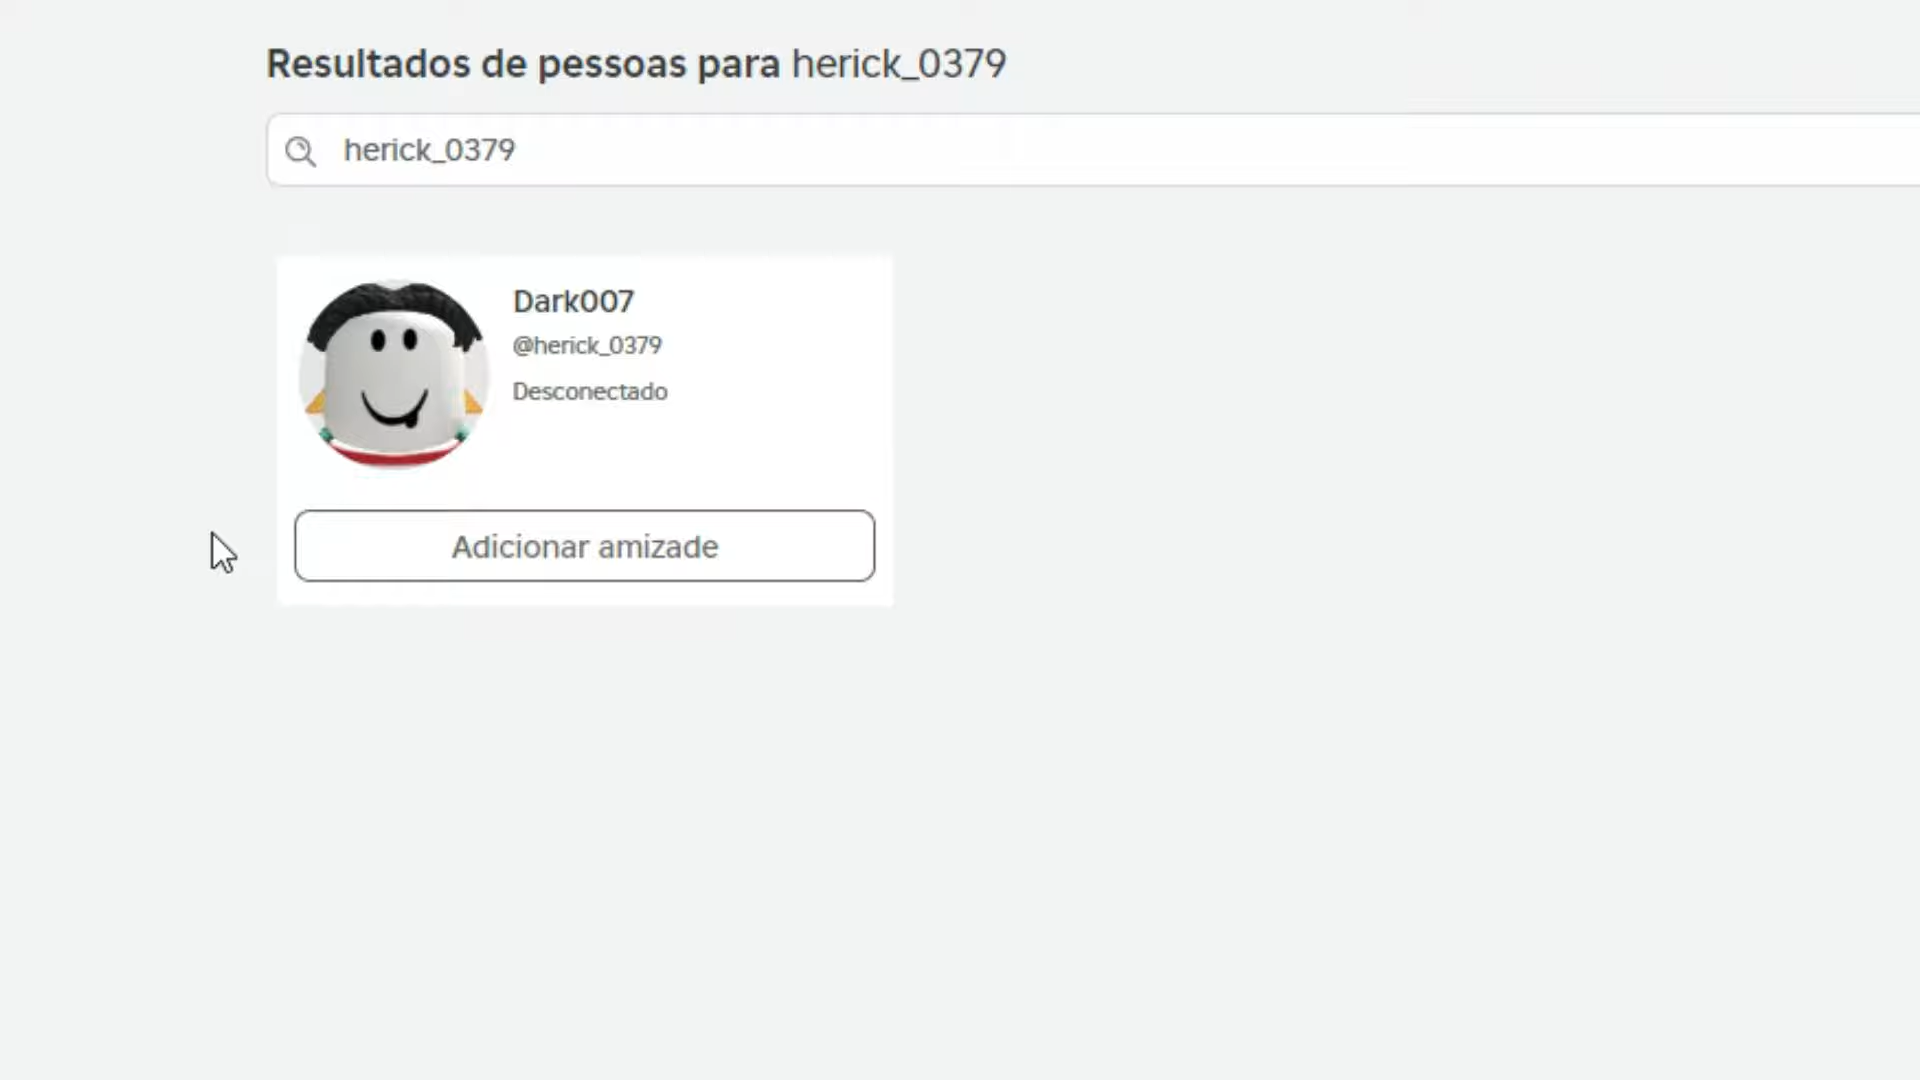 Resultados de pessoas para herick_0379
herick_0379
Dark007
@herick_0379
Desconectado
Adicionar amizade